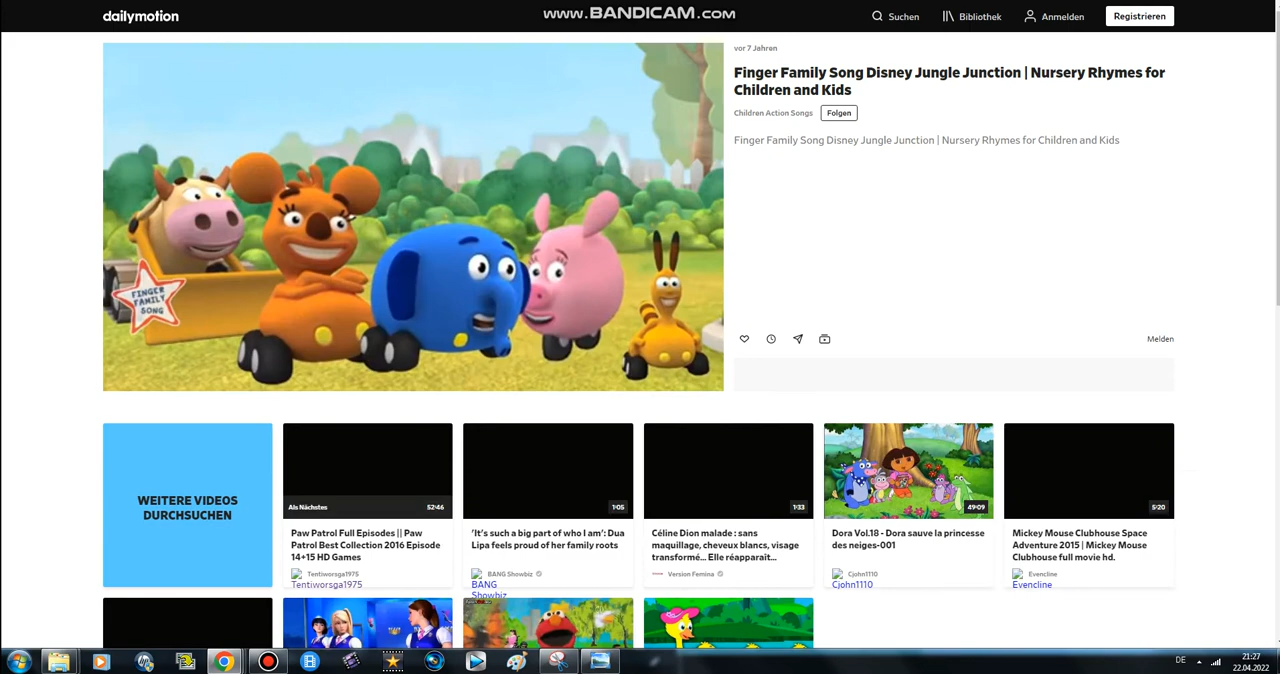 dailymotion
WWW.BANDICAM.COM
Suchen
Bibliothek
Anmelden
Registrieren
vor 7 Jahren
Finger Family Song Disney Jungle Junction | Nursery Rhymes for
Children and Kids
Children Action Songs
Folgen
Finger Family Song Disney Jungle Junction | Nursery Rhymes for Children and Kids
FINGER
FAMILY
SONG
Melden
WEITERE VIDEOS
DURCHSUCHEN
Als Nächstes
52:46
Paw Patrol Full Episodes || Paw
Patrol Best Collection 2016 Episode
14+15 HD Games
Tentiworsga1975
Tentiworsga1975
1:05
'It's such a big part of who I am': Dua
Lipa feels proud of her family roots
BANG Showbiz
BANG
Showbiz
1:33
Céline Dion malade : sans
maquillage, cheveux blancs, visage
transformé... Elle réapparaît...
Version Femina
49:09
Dora Vol.18 - Dora sauve la princesse
des neiges-001
Cjohn1110
Cjohn1110
5:20
Mickey Mouse Clubhouse Space
Adventure 2015 | Mickey Mouse
Clubhouse full movie hd.
Evencline
Evencline
DE
21:27
22.04.2022